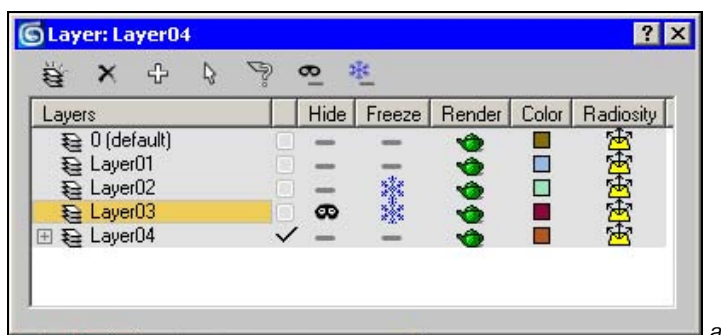 Layer: Layer04
Layers Hide Freeze Render Color Radiosity
0 (default)
Layer01
Layer02
Layer03
Layer04
a